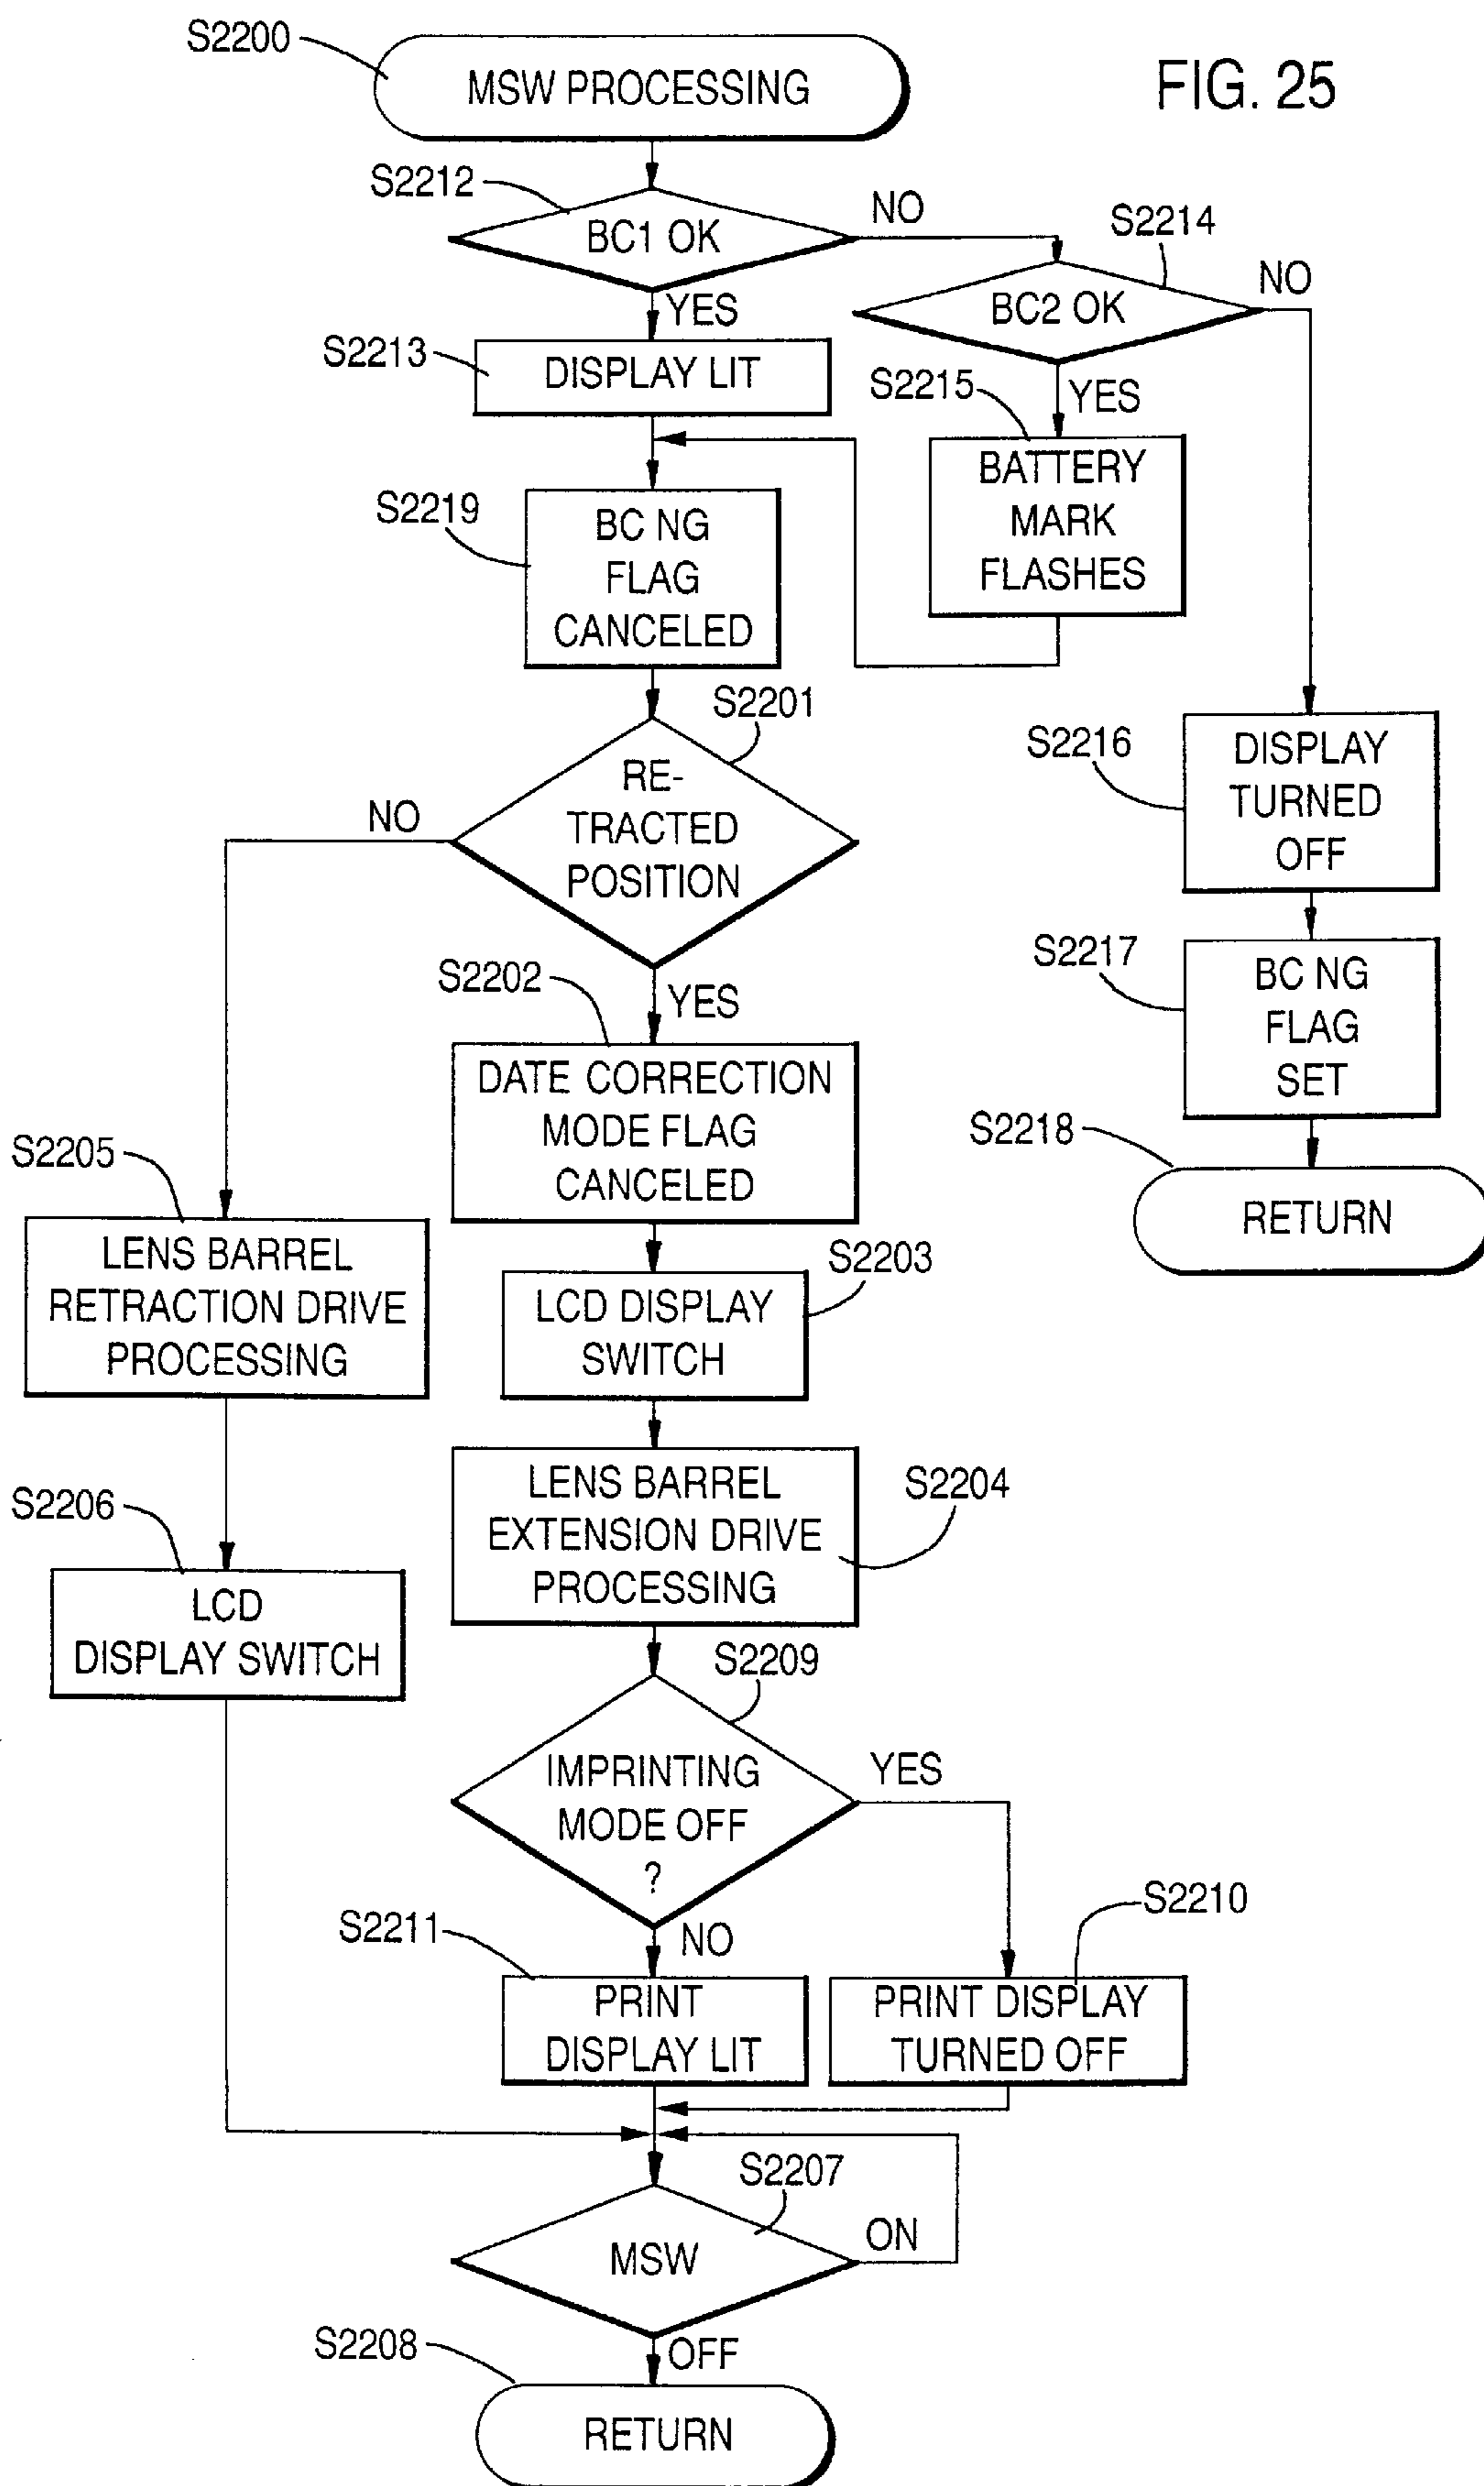 FIG. 25
S2200
MSW PROCESSING
S2212
BC1 OK
NO
YES
S2214
BC2 OK
NO
YES
S2213
DISPLAY LIT
S2215
BATTERY
MARK
FLASHES
S2219
BC NG
FLAG
CANCELED
S2216
DISPLAY
TURNED
OFF
S2217
BC NG
FLAG
SET
S2218
RETURN
S2201
RE-
TRACTED
POSITION
NO
YES
S2202
DATE CORRECTION
MODE FLAG
CANCELED
S2205
LENS BARREL
RETRACTION DRIVE
PROCESSING
S2203
LCD DISPLAY
SWITCH
S2206
LCD
DISPLAY SWITCH
S2204
LENS BARREL
EXTENSION DRIVE
PROCESSING
S2209
IMPRINTING
MODE OFF
?
YES
NO
S2211
PRINT
DISPLAY LIT
S2210
PRINT DISPLAY
TURNED OFF
S2207
MSW
ON
OFF
S2208
RETURN